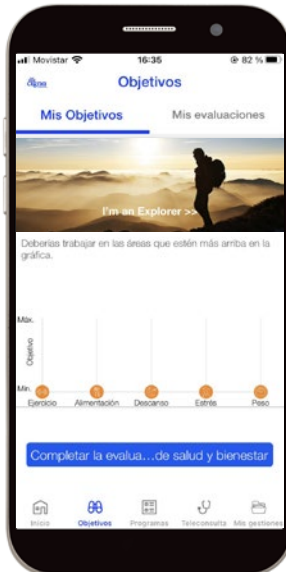 Movistar 16:35 82 %
Cigna Objetivos
Mis Objetivos Mis evaluaciones
I'm an Explorer >>
Deberías trabajar en las áreas que estén más arriba en la
gráfica.
Máx.
Objetivo
Min.
Ejercicio Alimentación Descanso Estrés Peso
Completar la evalua...de salud y bienestar
Inicio Objetivos Programas Teleconsulta Mis gestiones